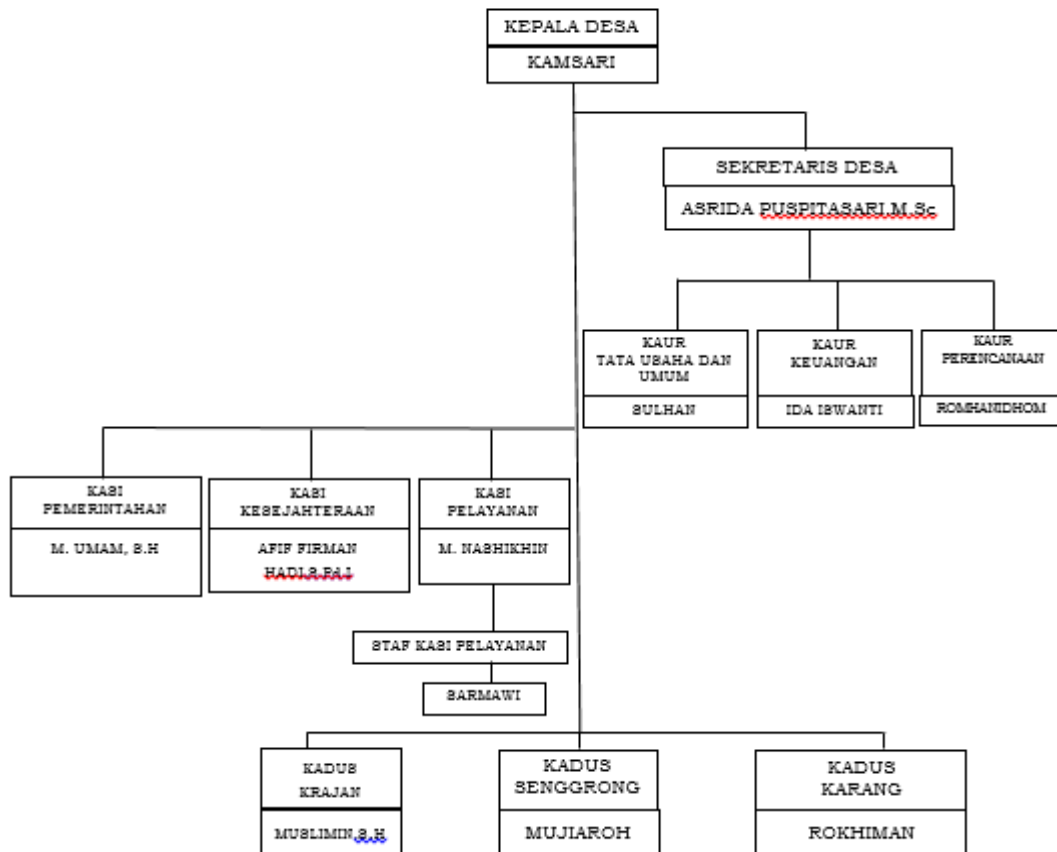 KEPALA DESA
KAMSARI
SEKRETARIS DESA
ASRIDA PUSPITASARI.M.Sc
KAUR
TATA USAHA DAN
UMUM
SULHAN
KAUR
KEUANGAN
IDA ISWANTI
KAUR
PERENCANAAN
ROMHANIDHOM
KASI
PEMERINTAHAN
M. UMAM, S.H
KASI
KESEJAHTERAAN
AFIF FIRMAN
HADI.S.Pd.I
KASI
PELAYANAN
M. NASHIKHIN
STAF KASI PELAYANAN
SARMAWI
KADUS
KRAJAN
MUSLIMIN,S.H
KADUS
SENGGRONG
MUJIAROH
KADUS
KARANG
ROKHIMAN